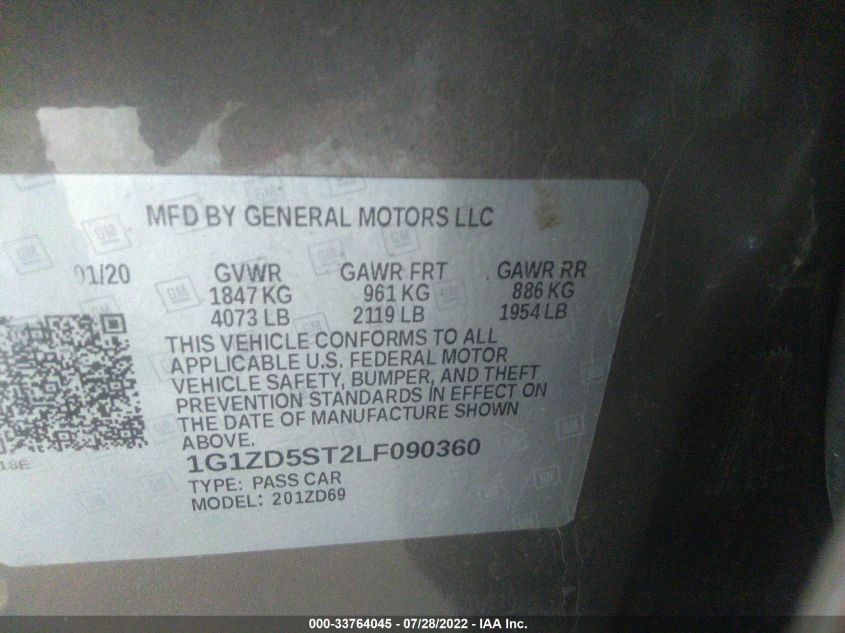 MFD BY GENERAL MOTORS LLC
01/20 GVWR GAWR FRT GAWR RR
1847 KG 961 KG 886 KG
4073 LB 2119 LB 1954 LB
THIS VEHICLE CONFORMS TO ALL
APPLICABLE U.S. FEDERAL MOTOR
VEHICLE SAFETY, BUMPER, AND THEFT
PREVENTION STANDARDS IN EFFECT ON
THE DATE OF MANUFACTURE SHOWN
ABOVE.
1G1ZD5ST2LF090360
TYPE: PASS CAR
MODEL: 201ZD69
000-33764045 - 07/28/2022 - IAA Inc.